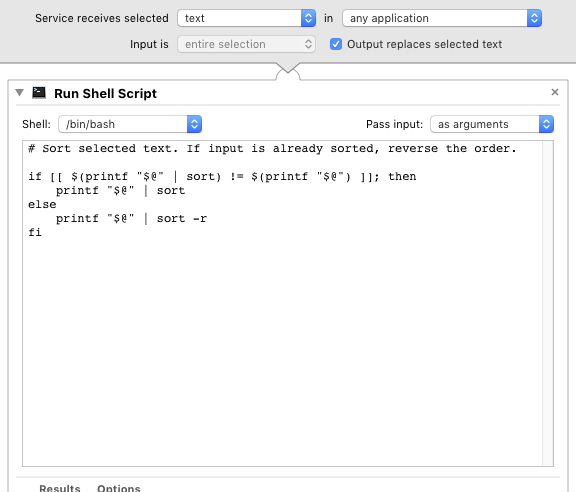 Service receives selected text in any application
Input is entire selection Output replaces selected text
Run Shell Script
Shell: /bin/bash Pass input: as arguments
# Sort selected text. If input is already sorted, reverse the order.
if [[ $(printf "$@" | sort) != $(printf "$@") ]]; then
    printf "$@" | sort
else
    printf "$@" | sort -r
fi
Results Options